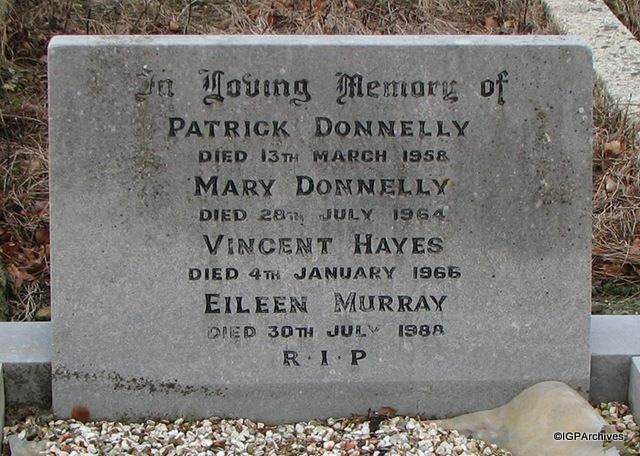 In Loving Memory of
PATRICK DONNELLY
DIED 13TH MARCH 1958
MARY DONNELLY
DIED 28TH JULY 1964
VINCENT HAYES
DIED 4TH JANUARY 1966
EILEEN MURRAY
DIED 30TH JULY 1988
R·I·P
©IGPArchives